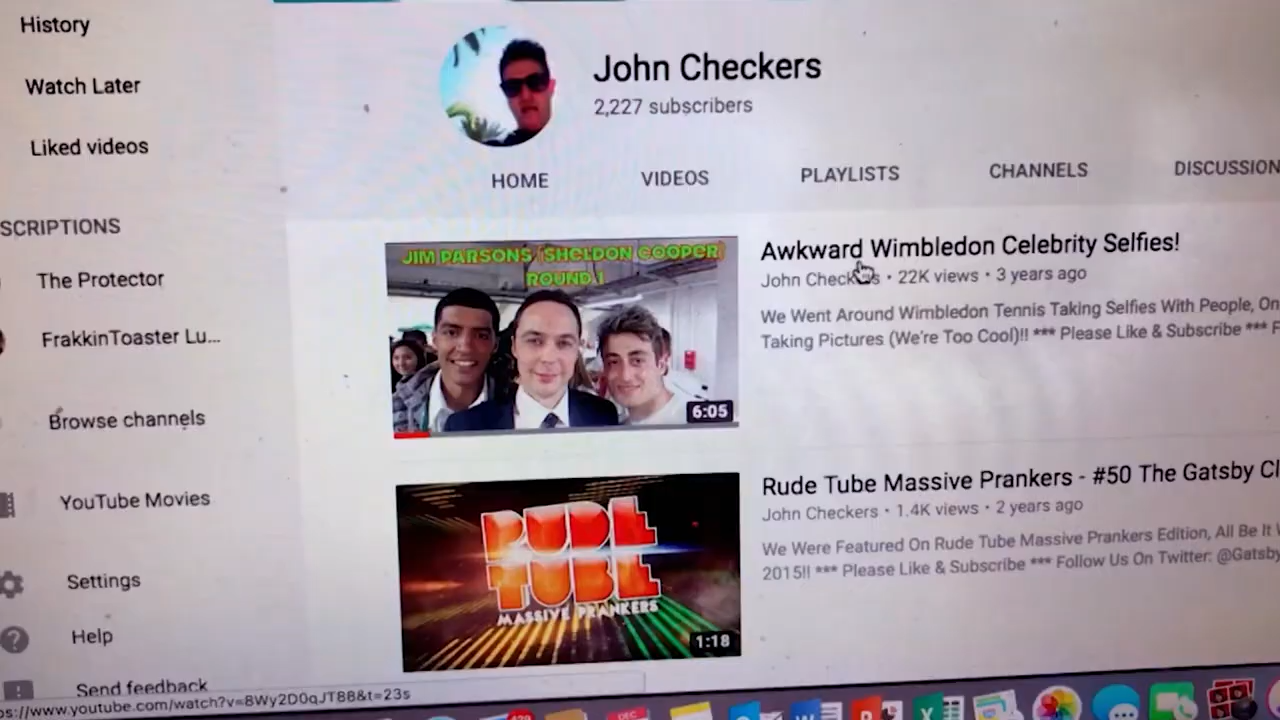 History
Watch Later
Liked videos
SCRIPTIONS
The Protector
FrakkinToaster Lu...
Browse channels
YouTube Movies
Settings
Help
Send feedback
John Checkers
2,227 subscribers
HOME VIDEOS PLAYLISTS CHANNELS DISCUSSION
JIM PARSONS (SHELDON COOPER)
ROUND 1
6:05
Awkward Wimbledon Celebrity Selfies!
John Checkers • 22K views • 3 years ago
We Went Around Wimbledon Tennis Taking Selfies With People, On
Taking Pictures (We're Too Cool)!! *** Please Like & Subscribe *** F
RUDE
TUBE
MASSIVE PRANKERS
1:18
Rude Tube Massive Prankers - #50 The Gatsby Cl
John Checkers • 1.4K views • 2 years ago
We Were Featured On Rude Tube Massive Prankers Edition, All Be It
2015!! *** Please Like & Subscribe *** Follow Us On Twitter: @Gatsby
ps://www.youtube.com/watch?v=8Wy2D0qJT88&t=23s
DEC